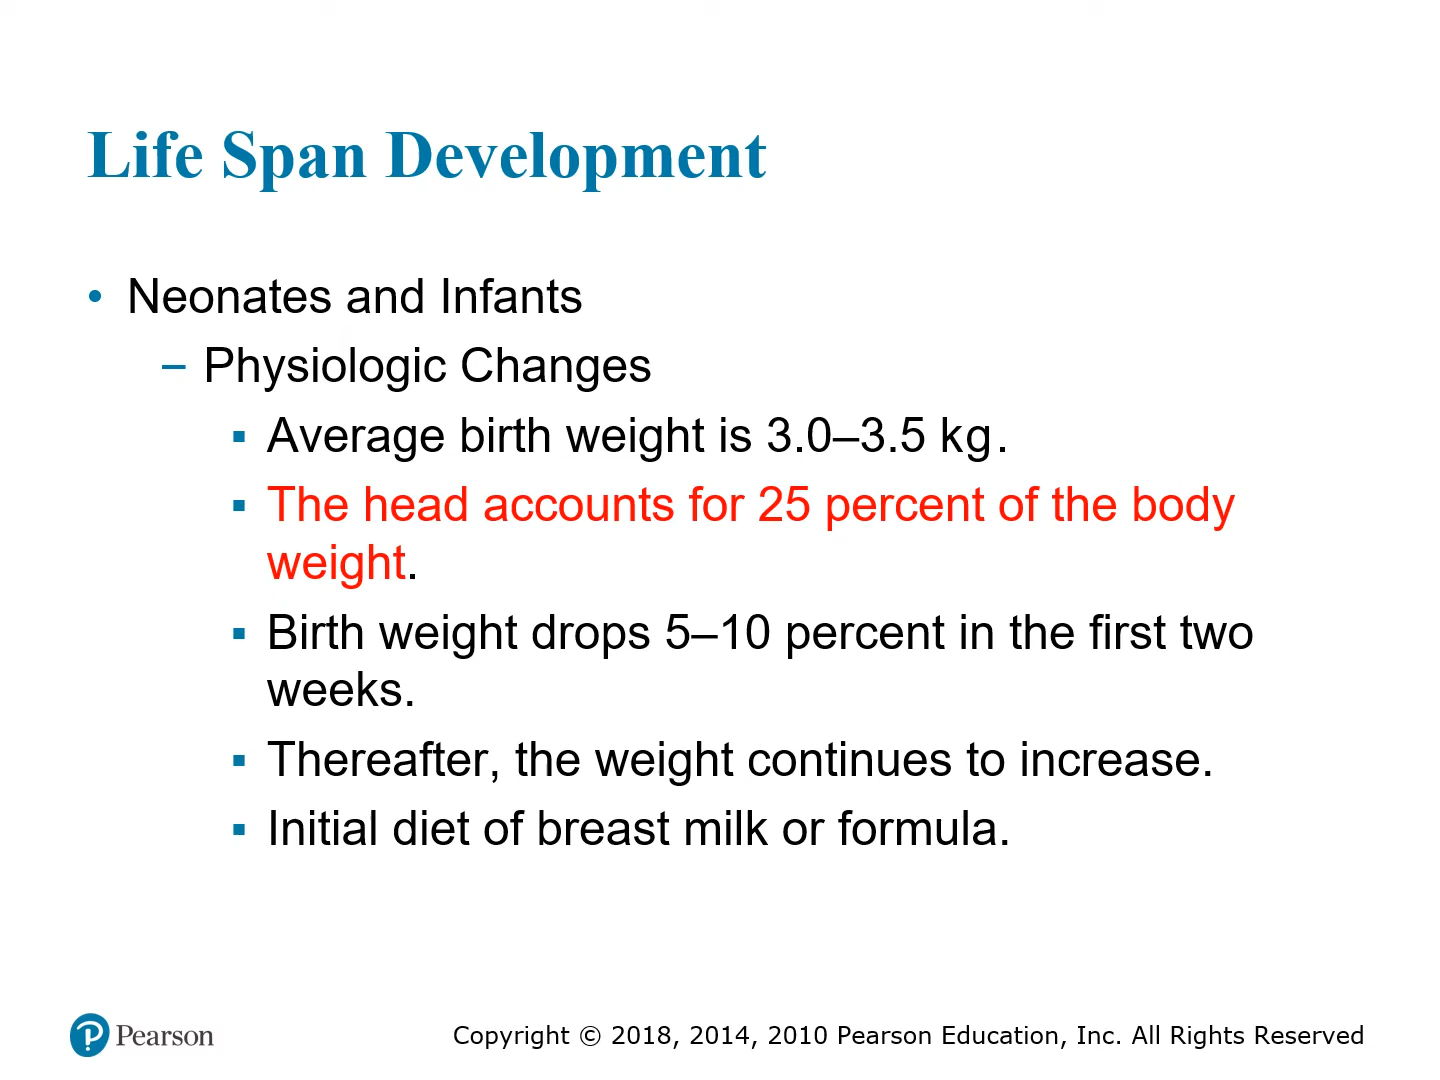 Life Span Development
• Neonates and Infants
– Physiologic Changes
▪ Average birth weight is 3.0–3.5 kg.
▪ The head accounts for 25 percent of the body
weight.
▪ Birth weight drops 5–10 percent in the first two
weeks.
▪ Thereafter, the weight continues to increase.
▪ Initial diet of breast milk or formula.
Pearson
Copyright © 2018, 2014, 2010 Pearson Education, Inc. All Rights Reserved